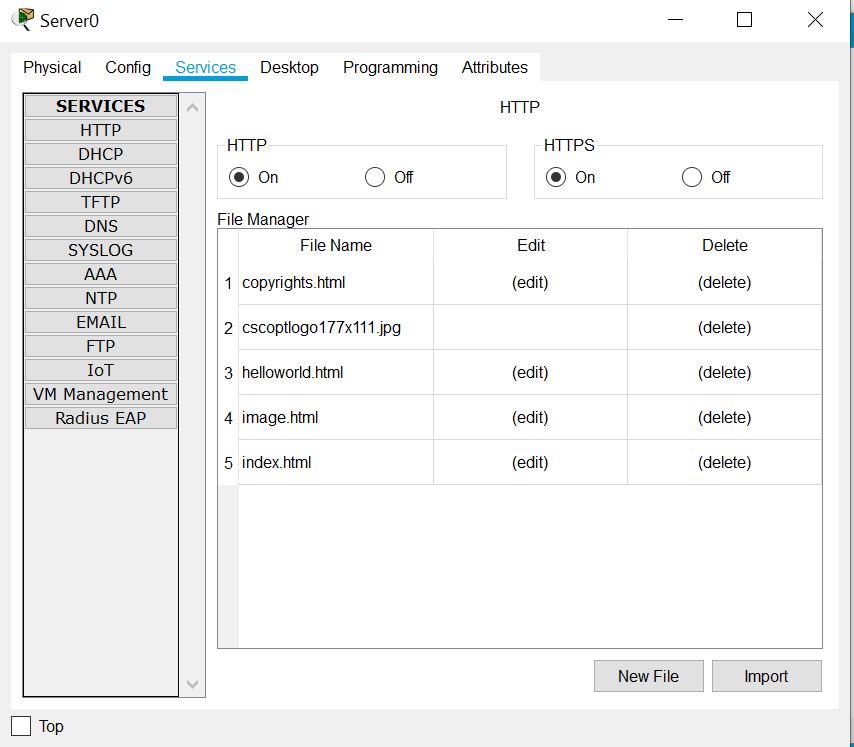 Server0
Physical Config Services Desktop Programming Attributes
SERVICES
HTTP
DHCP
DHCPv6
TFTP
DNS
SYSLOG
AAA
NTP
EMAIL
FTP
IoT
VM Management
Radius EAP
HTTP
HTTP
On Off
HTTPS
On Off
File Manager
File Name Edit Delete
1 copyrights.html (edit) (delete)
2 cscoptlogo177x111.jpg (delete)
3 helloworld.html (edit) (delete)
4 image.html (edit) (delete)
5 index.html (edit) (delete)
New File Import
Top